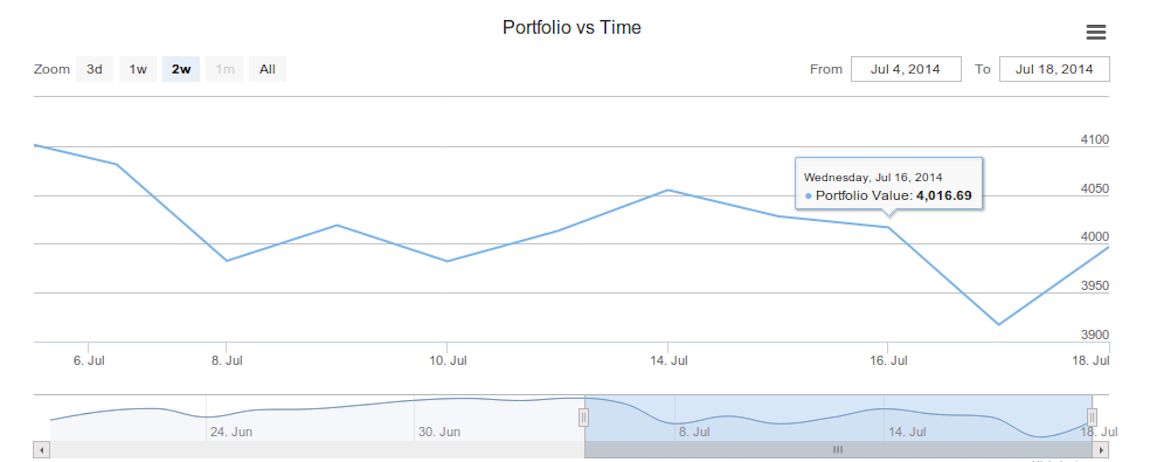 Portfolio vs Time
Zoom 3d 1w 2w 1m All From Jul 4, 2014 To Jul 18, 2014
4100
Wednesday, Jul 16, 2014
Portfolio Value: 4,016.69
4050
4000
3950
3900
6. Jul 8. Jul 10. Jul 14. Jul 16. Jul 18. Jul
24. Jun 30. Jun 8. Jul 14. Jul 18. Jul